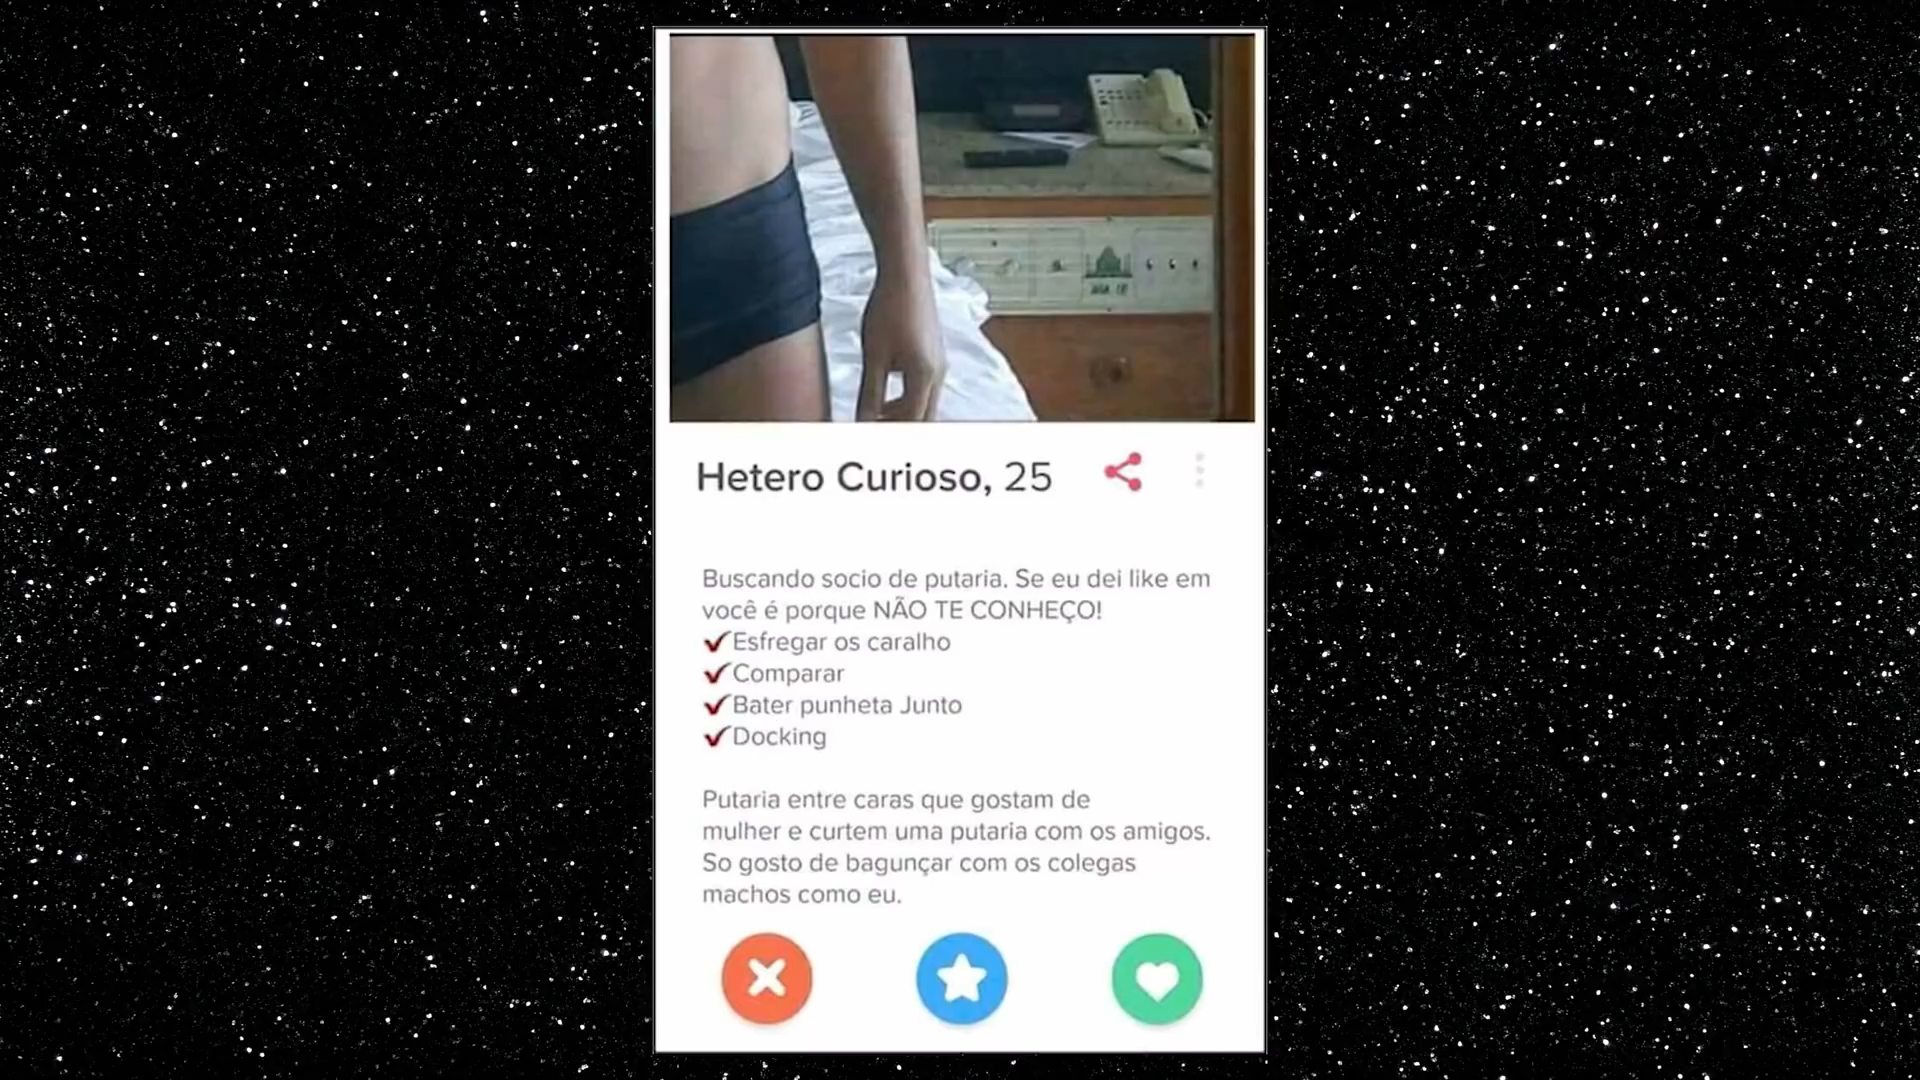 Hetero Curioso, 25
Buscando socio de putaria. Se eu dei like em
você é porque NÃO TE CONHEÇO!
✓Esfregar os caralho
✓Comparar
✓Bater punheta Junto
✓Docking
Putaria entre caras que gostam de
mulher e curtem uma putaria com os amigos.
So gosto de bagunçar com os colegas
machos como eu.